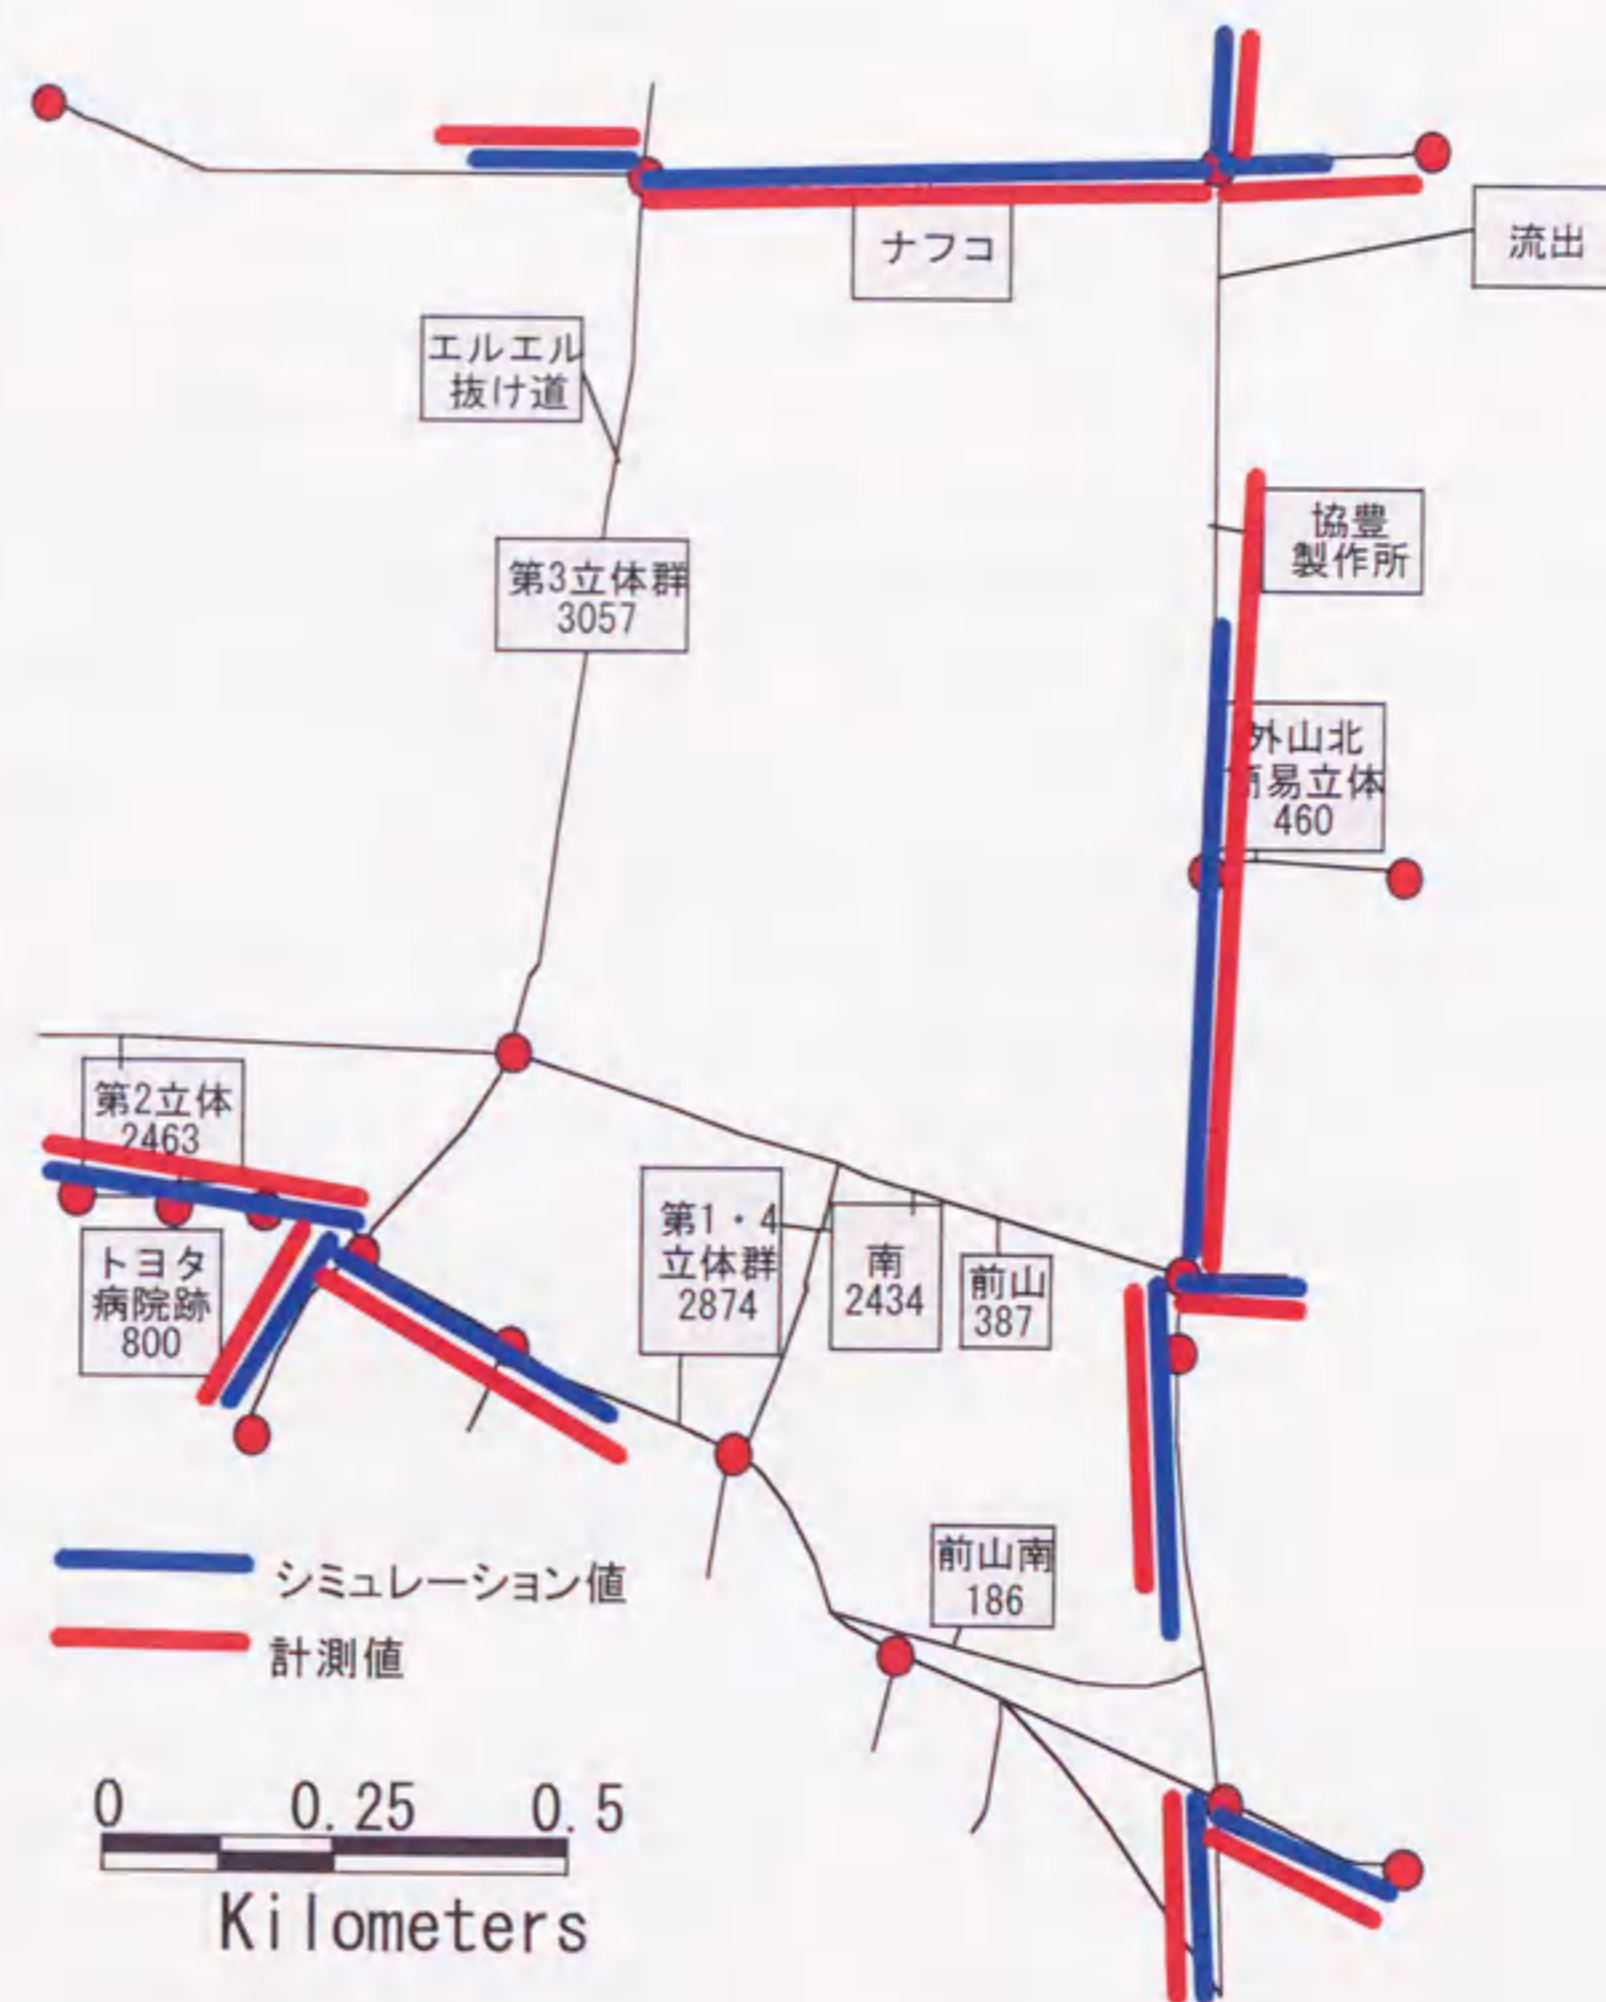 ナフコ
流出
エルエル
抜け道
協豊
製作所
第3立体群
3057
外山北
簡易立体
460
第2立体
2463
トヨタ
病院跡
800
第1・4
立体群
2874
南
2434
前山
387
前山南
186
シミュレーション値
計測値
0 0.25 0.5
Kilometers